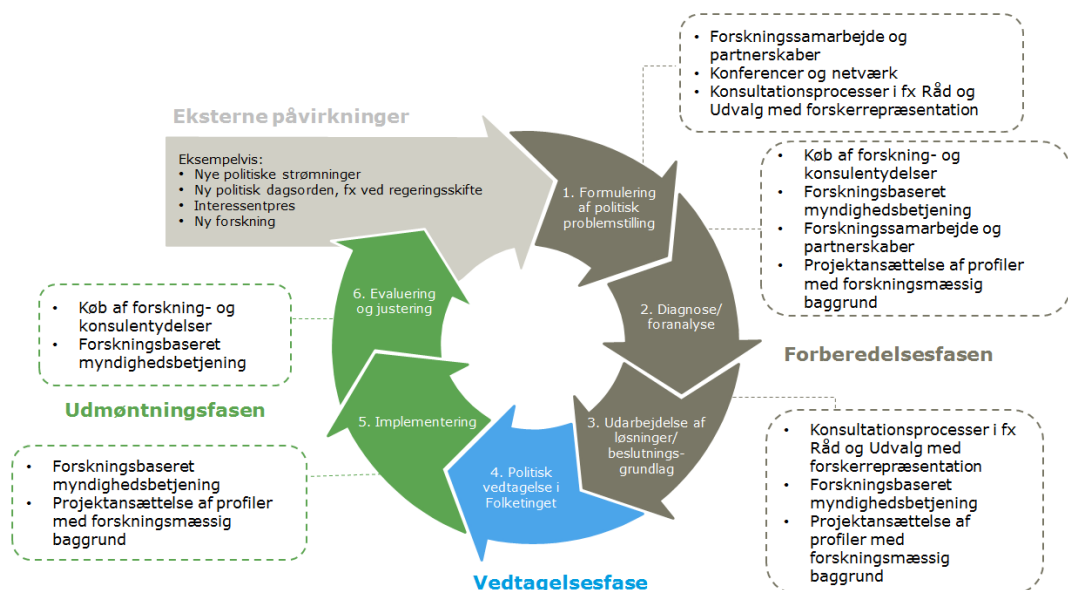 Eksterne påvirkninger
Eksempelvis:
• Nye politiske strømninger
• Ny politisk dagsorden, fx ved regeringsskifte
• Interessentpres
• Ny forskning
• Forskningssamarbejde og
partnerskaber
• Konferencer og netværk
• Konsultationsprocesser i fx Råd og
Udvalg med forskerrepræsentation
1. Formulering
af politisk
problemstilling
• Køb af forskning- og
konsulentydelser
• Forskningsbaseret
myndighedsbetjening
• Forskningssamarbejde og
partnerskaber
• Projektansættelse af profiler
med forskningsmæssig
baggrund
2. Diagnose/
foranalyse
Forberedelsesfasen
3. Udarbejdelse af
løsninger/
beslutnings-
grundlag
• Konsultationsprocesser i fx
Råd og Udvalg med
forskerrepræsentation
• Forskningsbaseret
myndighedsbetjening
• Projektansættelse af
profiler med
forskningsmæssig
baggrund
4. Politisk
vedtagelse i
Folketinget
Vedtagelsesfase
5. Implementering
• Forskningsbaseret
myndighedsbetjening
• Projektansættelse af profiler
med forskningsmæssig
baggrund
Udmøntningsfasen
6. Evaluering
og justering
• Køb af forskning- og
konsulentydelser
• Forskningsbaseret
myndighedsbetjening